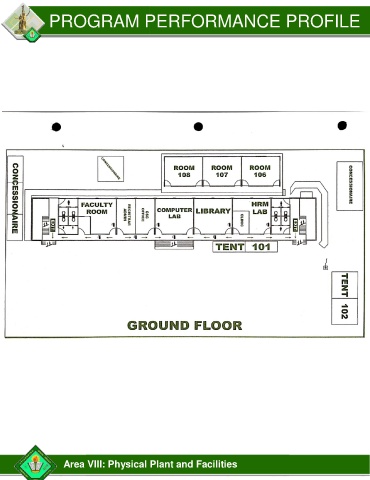 PROGRAM PERFORMANCE PROFILE
CONCESSIONAIRE
ROOM
108
ROOM
107
ROOM
106
CONCESSIONAIRE
FACULTY
ROOM
COMPUTER
LAB
LIBRARY
CLINIC
HRM
LAB
TENT 101
TENT 102
GROUND FLOOR
Area VIII: Physical Plant and Facilities